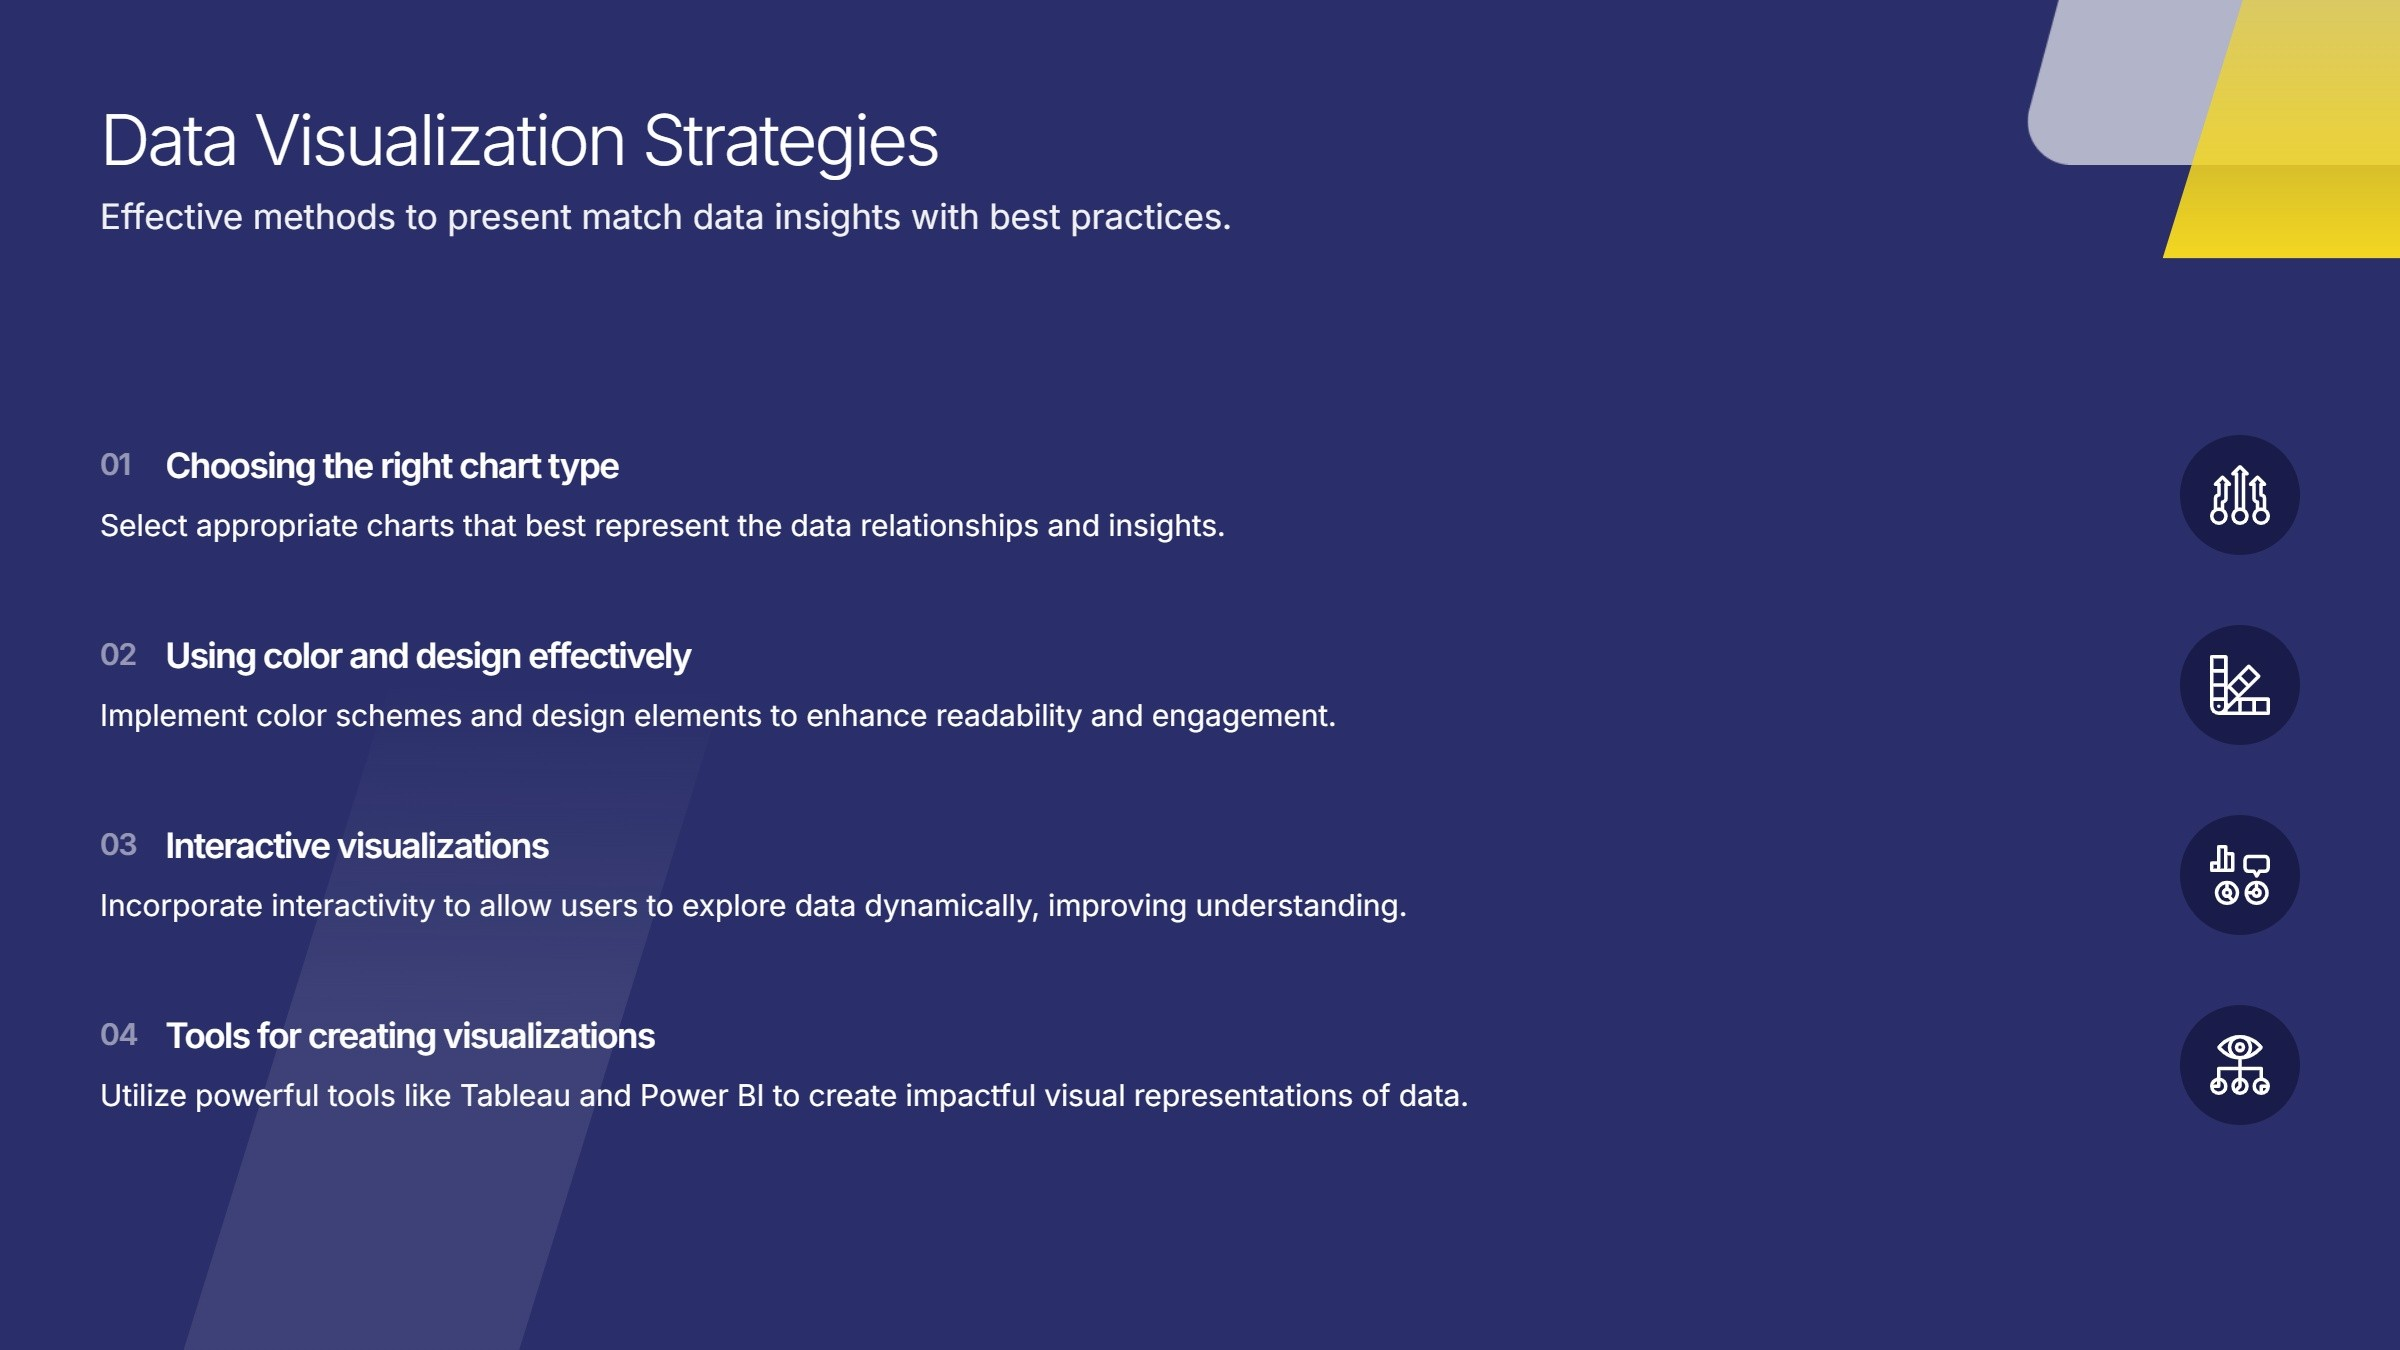 Data Visualization Strategies
Effective methods to present match data insights with best practices.
01 Choosing the right chart type
Select appropriate charts that best represent the data relationships and insights.
02 Using color and design effectively
Implement color schemes and design elements to enhance readability and engagement.
03 Interactive visualizations
Incorporate interactivity to allow users to explore data dynamically, improving understanding.
04 Tools for creating visualizations
Utilize powerful tools like Tableau and Power BI to create impactful visual representations of data.